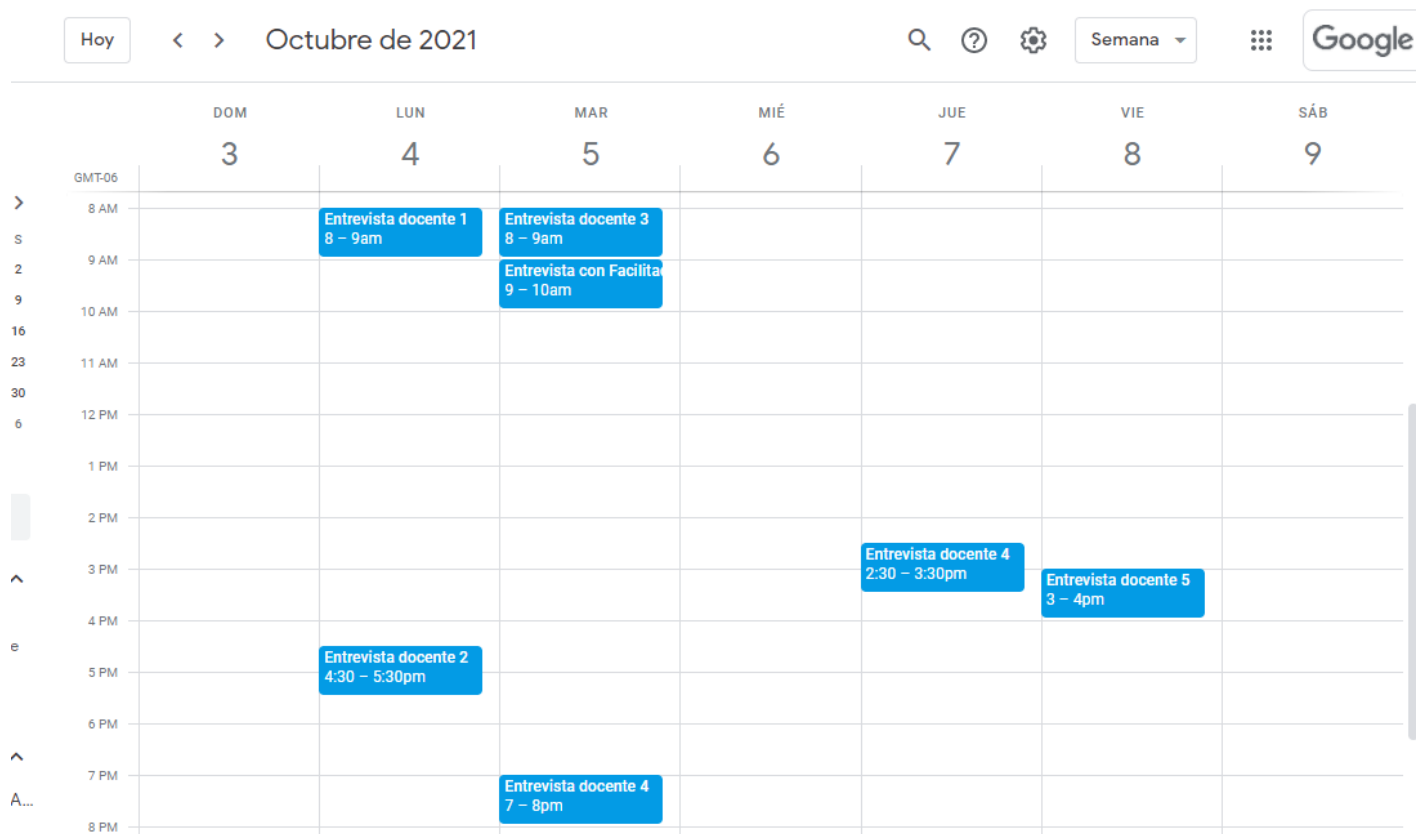 Hoy
Octubre de 2021
Semana
Google
DOM LUN MAR MIÉ JUE VIE SÁB
3 4 5 6 7 8 9
GMT-06
S
2
9
16
23
30
6
e
A...
8 AM
9 AM
10 AM
11 AM
12 PM
1 PM
2 PM
3 PM
4 PM
5 PM
6 PM
7 PM
8 PM
Entrevista docente 1
8 – 9am
Entrevista docente 2
4:30 – 5:30pm
Entrevista docente 3
8 – 9am
Entrevista con Facilita
9 – 10am
Entrevista docente 4
7 – 8pm
Entrevista docente 4
2:30 – 3:30pm
Entrevista docente 5
3 – 4pm